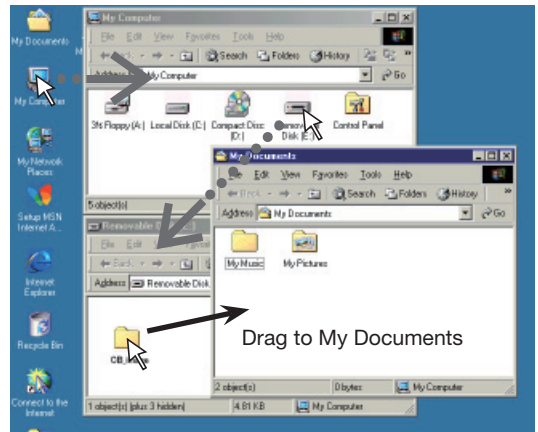 My Documents
My Computer
My Network
Places
Setup MSN
Internet A...
Internet
Explorer
Recycle Bin
Connect to the
Internet
My Computer
File Edit View Favorites Tools Help
Search Folders History
Address My Computer
Go
3½ Floppy (A:)
Local Disk (C:)
Compact Disc
(D:)
Removable
Disk (E:)
Control Panel
5 object(s)
Removable
File Edit
Back
Address Removable Disk
1 object(s) (plus 3 hidden)
4.81 KB
My Computer
My Documents
File Edit View Favorites Tools Help
Back Search Folders History
Address My Documents
Go
My Music
My Pictures
Drag to My Documents
2 object(s)
0 bytes
My Computer